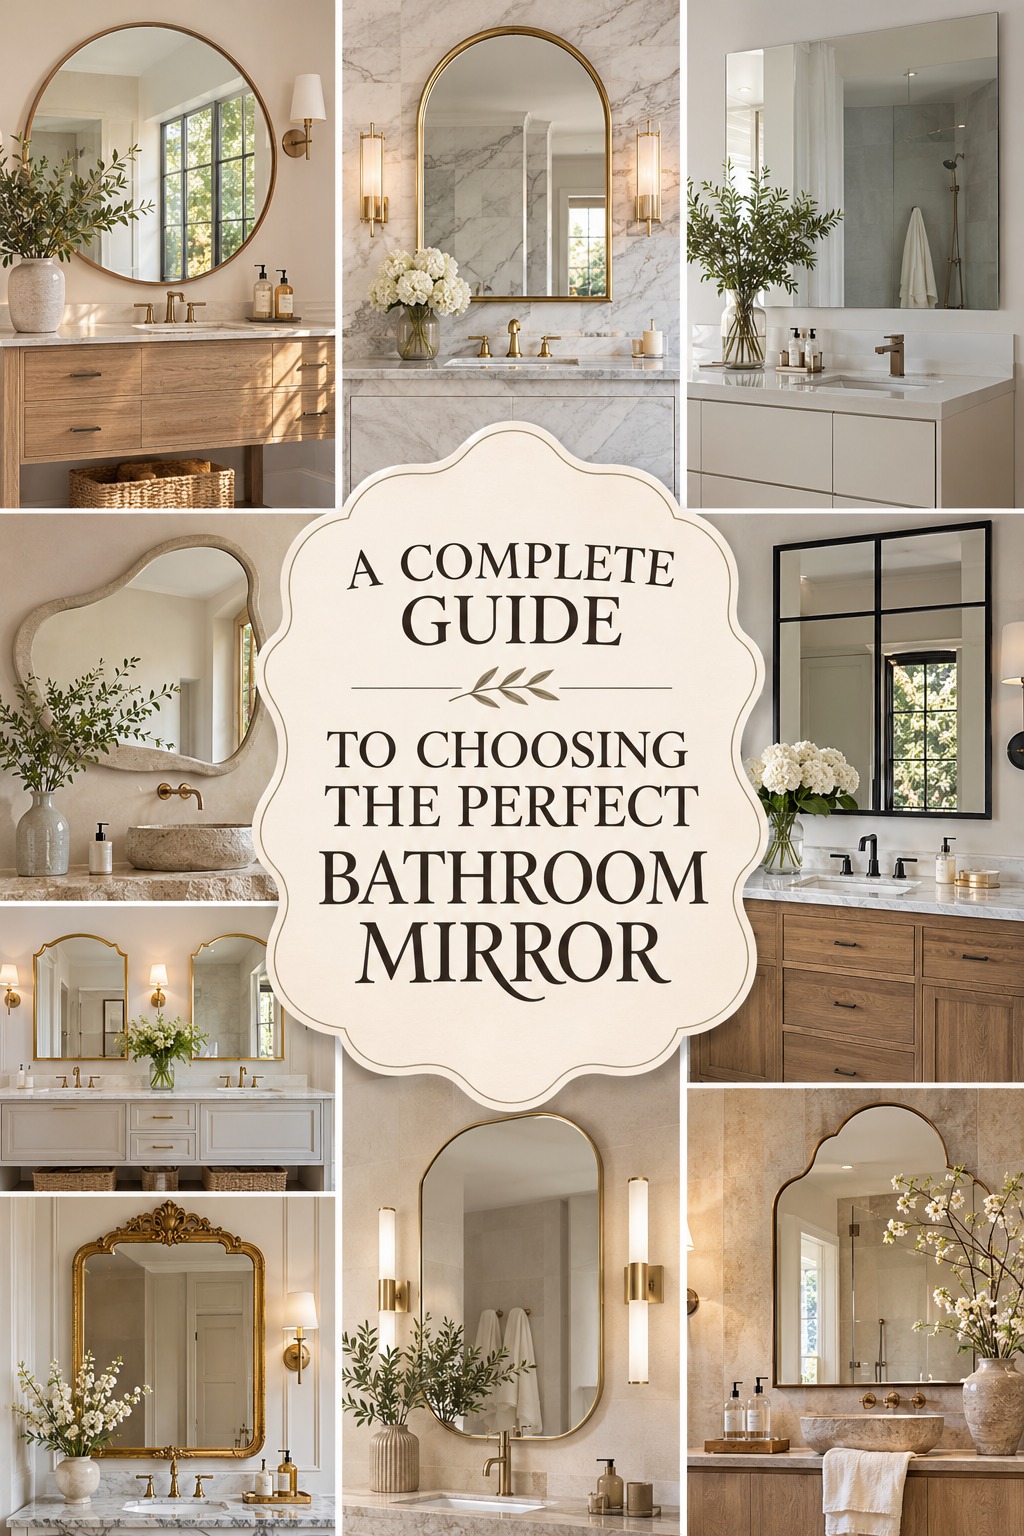 A COMPLETE
GUIDE
TO CHOOSING
THE PERFECT
BATHROOM
MIRROR